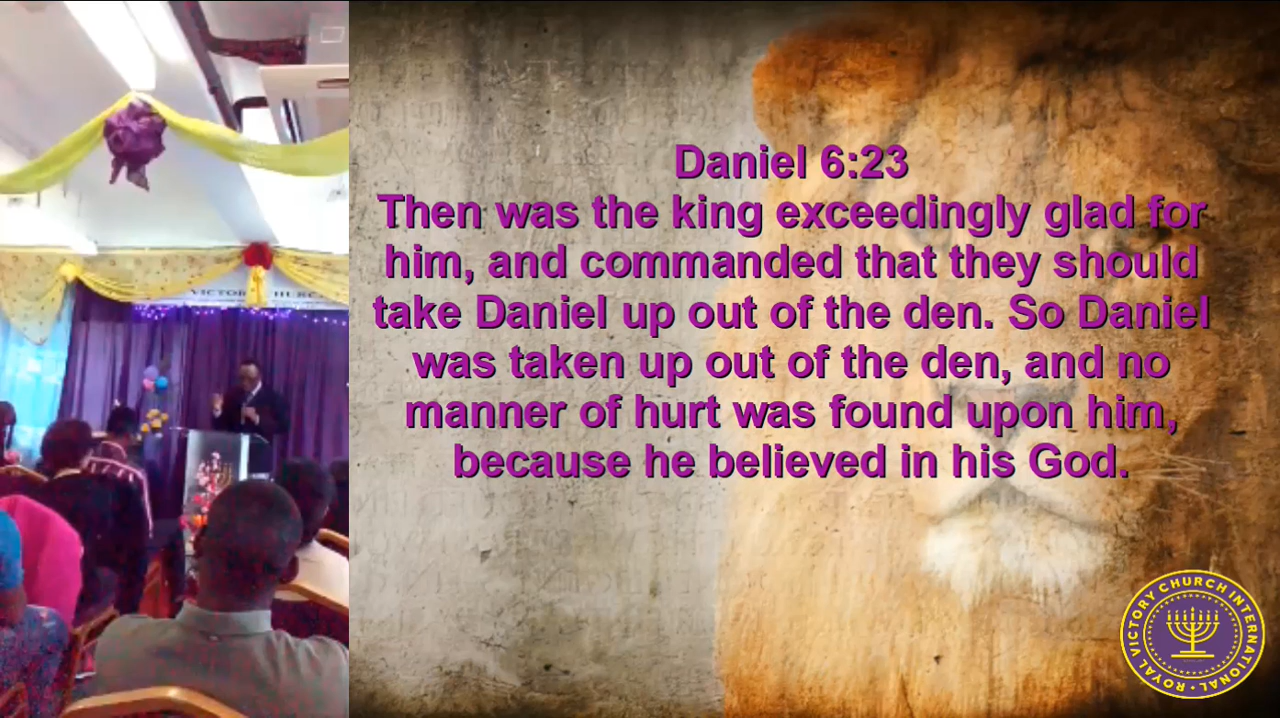 VICTORY CHURCH
Daniel 6:23
Then was the king exceedingly glad for
him, and commanded that they should
take Daniel up out of the den. So Daniel
was taken up out of the den, and no
manner of hurt was found upon him,
because he believed in his God.
ROYAL VICTORY CHURCH INTERNATIONAL